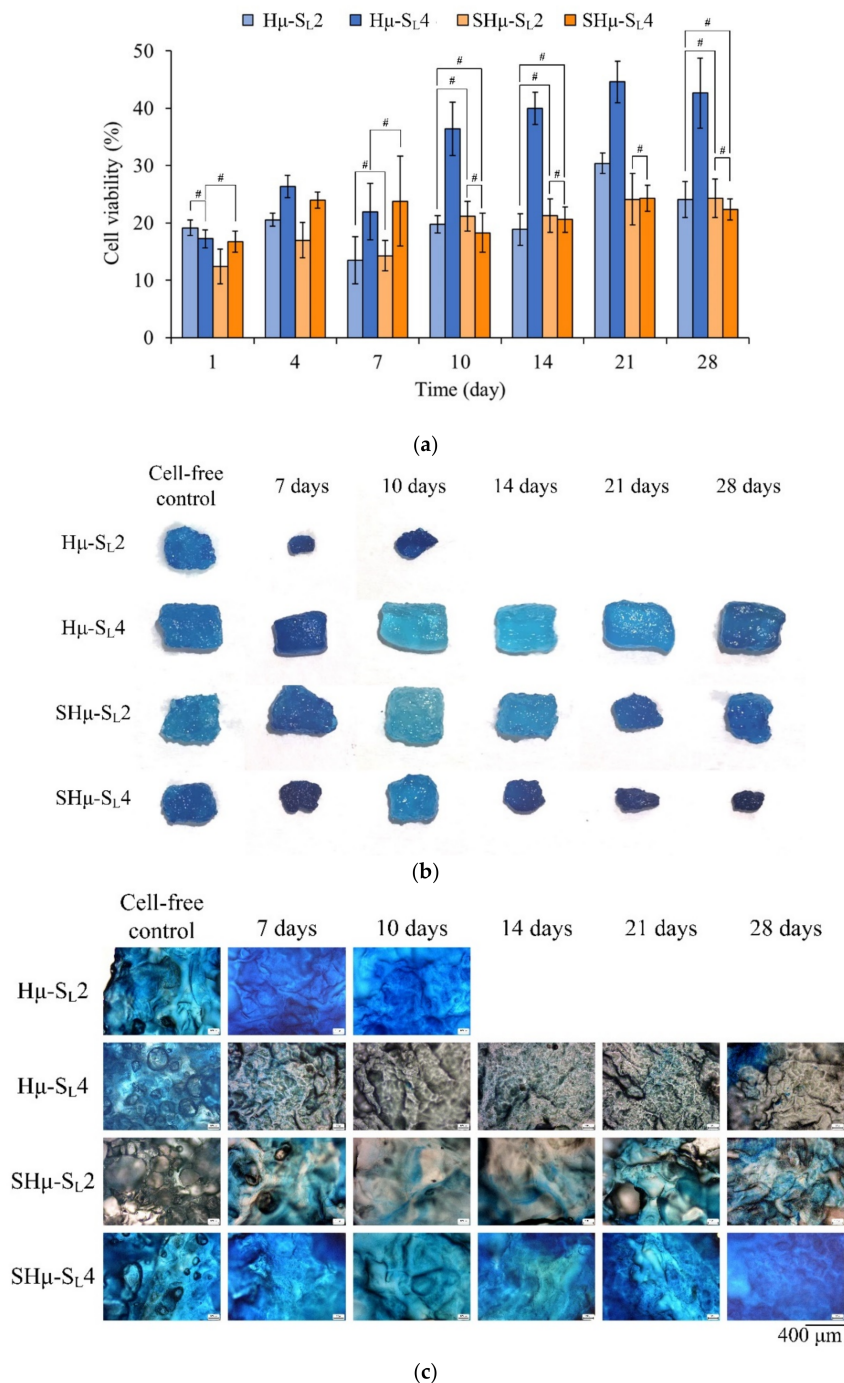 (a)
Hμ-SL2 Hμ-SL4 SHμ-SL2 SHμ-SL4
Cell viability (%)
50
40
30
20
10
0
# # # # # # # # # # # # # #
1 4 7 10 14 21 28
Time (day)
(a)
Cell-free
control 7 days 10 days 14 days 21 days 28 days
Hμ-SL2
Hμ-SL4
SHμ-SL2
SHμ-SL4
(b)
Cell-free
control 7 days 10 days 14 days 21 days 28 days
Hμ-SL2
Hμ-SL4
SHμ-SL2
SHμ-SL4
400 μm
(c)